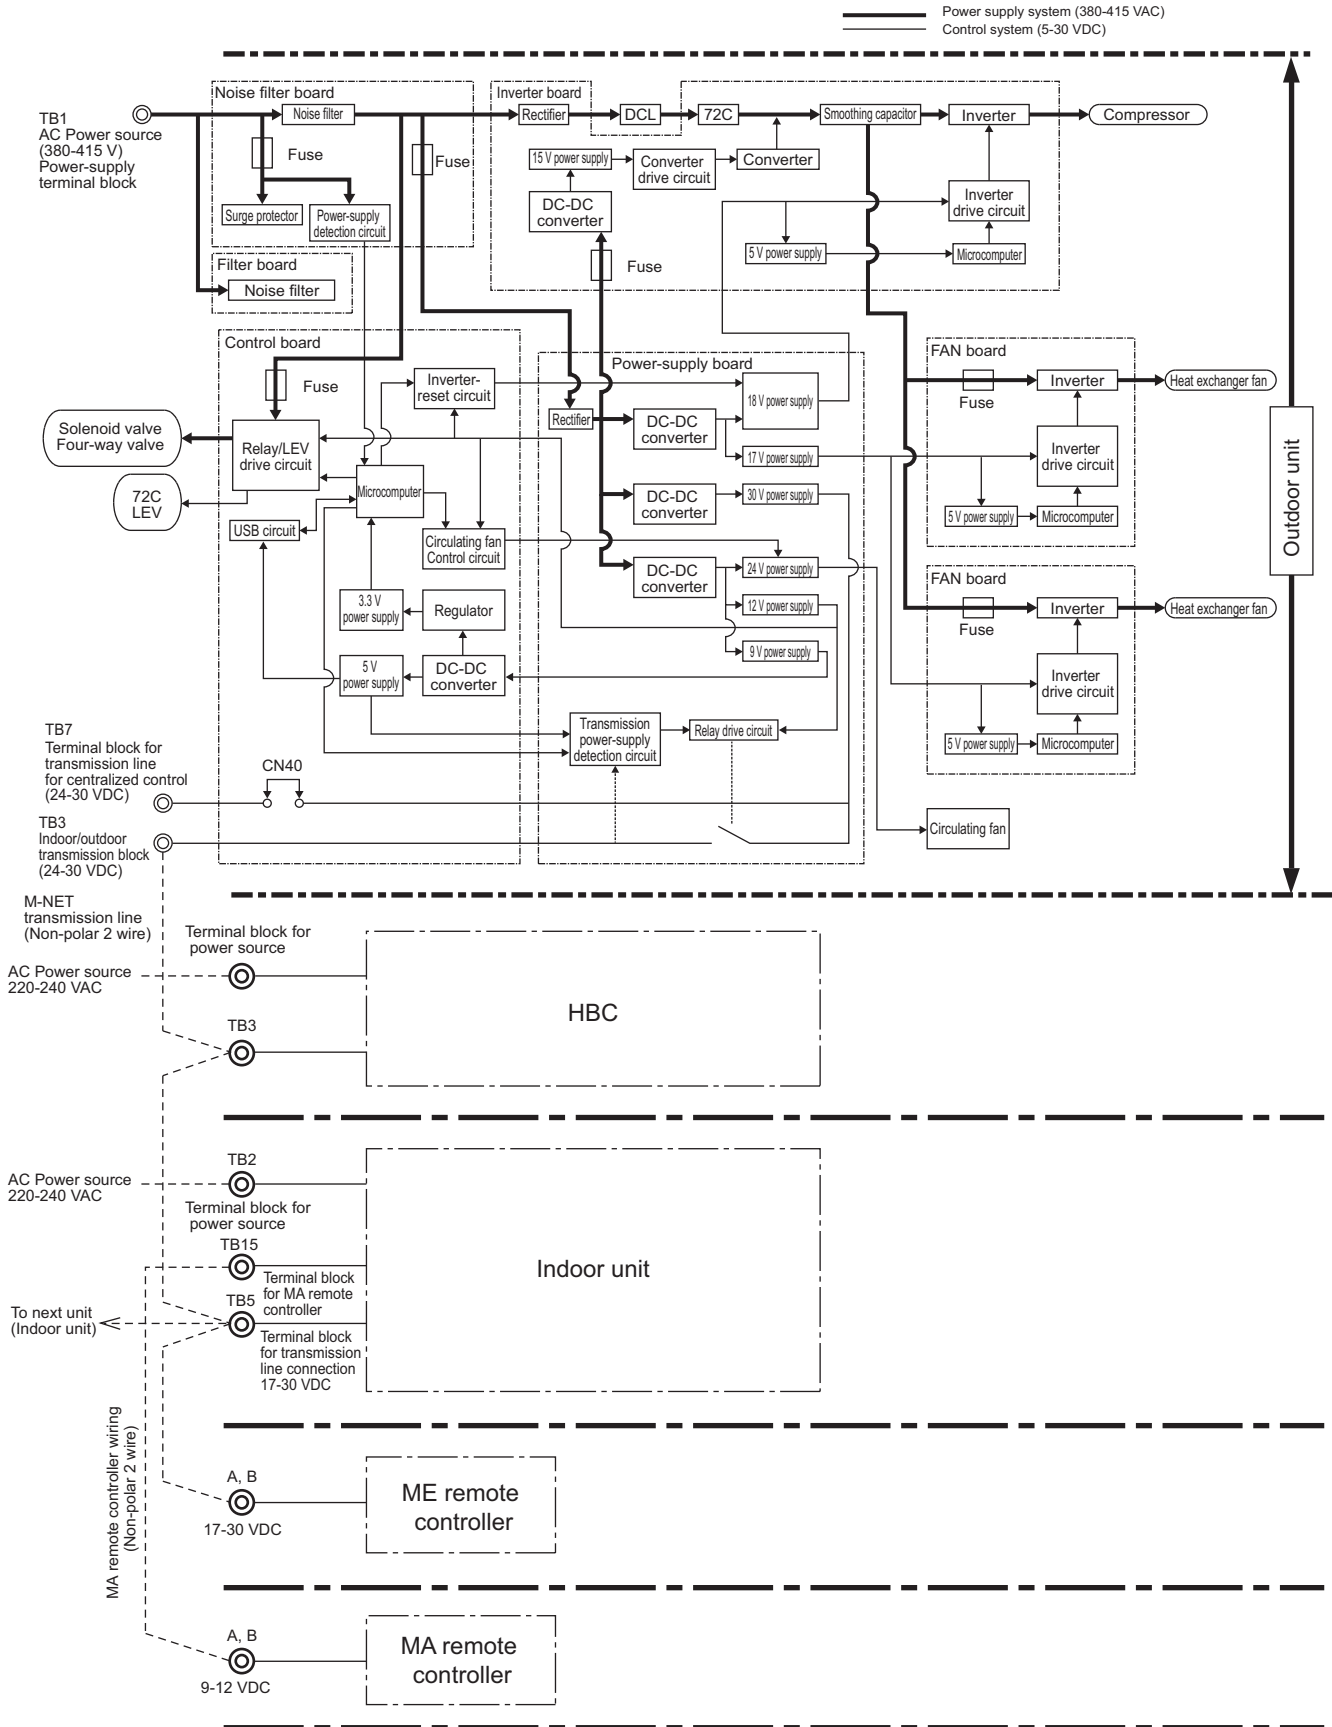 Power supply system (380-415 VAC)
Control system (5-30 VDC)
TB1
AC Power source
(380-415 V)
Power-supply
terminal block
Noise filter board
Noise filter
Fuse
Fuse
Surge protector
Power-supply
detection circuit
Filter board
Noise filter
Inverter board
Rectifier
DCL
72C
Smoothing capacitor
Inverter
Compressor
15 V power supply
Converter
drive circuit
Converter
DC-DC
converter
Inverter
drive circuit
5 V power supply
Microcomputer
Fuse
Control board
Fuse
Inverter-
reset circuit
Solenoid valve
Four-way valve
Relay/LEV
drive circuit
72C
LEV
Microcomputer
USB circuit
Circulating fan
Control circuit
3.3 V
power supply
Regulator
5 V
power supply
DC-DC
converter
Power-supply board
Rectifier
DC-DC
converter
18 V power supply
17 V power supply
DC-DC
converter
30 V power supply
DC-DC
converter
24 V power supply
12 V power supply
9 V power supply
Transmission
power-supply
detection circuit
Relay drive circuit
FAN board
Fuse
Inverter
Heat exchanger fan
Inverter
drive circuit
5 V power supply
Microcomputer
FAN board
Fuse
Inverter
Heat exchanger fan
Inverter
drive circuit
5 V power supply
Microcomputer
Circulating fan
Outdoor unit
TB7
Terminal block for
transmission line
for centralized control
(24-30 VDC)
CN40
TB3
Indoor/outdoor
transmission block
(24-30 VDC)
M-NET
transmission line
(Non-polar 2 wire)
Terminal block for
power source
AC Power source
220-240 VAC
TB3
HBC
TB2
AC Power source
220-240 VAC
Terminal block for
power source
TB15
Terminal block
for MA remote
controller
TB5
To next unit
(Indoor unit)
Terminal block
for transmission
line connection
17-30 VDC
Indoor unit
MA remote controller wiring
(Non-polar 2 wire)
A, B
17-30 VDC
ME remote
controller
A, B
9-12 VDC
MA remote
controller